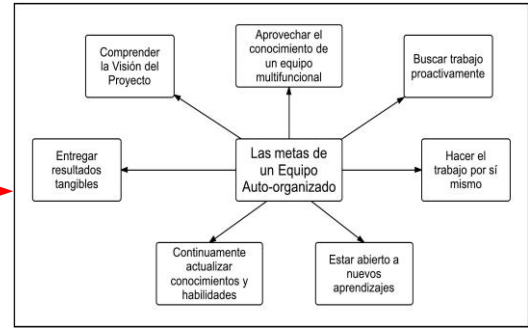 Aprovechar el
conocimiento de
un equipo
multifuncional
Comprender
la Visión del
Proyecto
Buscar trabajo
proactivamente
Entregar
resultados
tangibles
Las metas de
un Equipo
Auto-organizado
Hacer el
trabajo por sí
mismo
Continuamente
actualizar
conocimientos y
habilidades
Estar abierto a
nuevos
aprendizajes